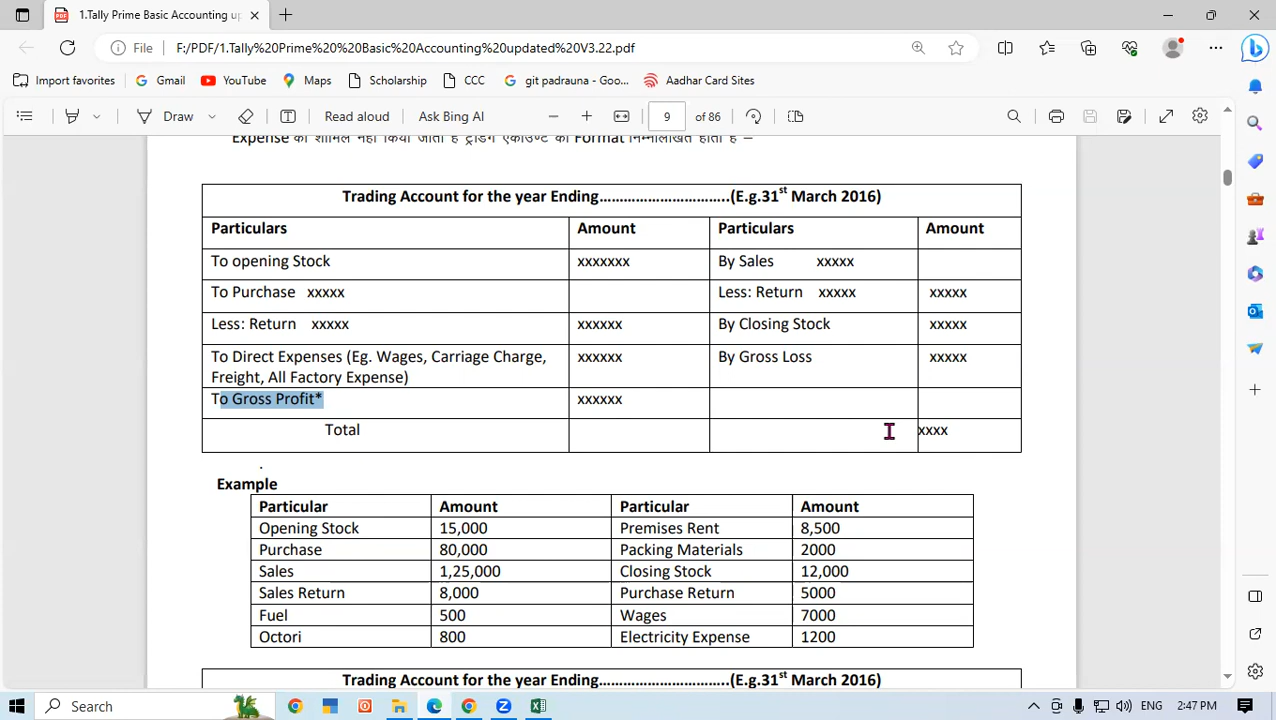 1.Tally Prime Basic Accounting up
File F:/PDF/1.Tally%20Prime%20%20Basic%20Accounting%20updated%20V3.22.pdf
Import favorites Gmail YouTube Maps Scholarship CCC git padrauna - Goo... Aadhar Card Sites
Draw Read aloud Ask Bing AI 9 of 86
Expense को शामिल नहीं किया जाता है ट्रेडिंग एकाउण्ट का Format निम्नलिखित होता है –
Trading Account for the year Ending……………………………..(E.g.31st March 2016)
Particulars Amount Particulars Amount
To opening Stock xxxxxxx By Sales xxxxx
To Purchase xxxxx Less: Return xxxxx xxxxx
Less: Return xxxxx xxxxxx By Closing Stock xxxxx
To Direct Expenses (Eg. Wages, Carriage Charge, xxxxxx By Gross Loss xxxxx
Freight, All Factory Expense)
To Gross Profit* xxxxxx
Total xxxx
.
Example
Particular Amount Particular Amount
Opening Stock 15,000 Premises Rent 8,500
Purchase 80,000 Packing Materials 2000
Sales 1,25,000 Closing Stock 12,000
Sales Return 8,000 Purchase Return 5000
Fuel 500 Wages 7000
Octori 800 Electricity Expense 1200
Trading Account for the year Ending……………………………..(E.g.31st March 2016)
Search ENG 2:47 PM